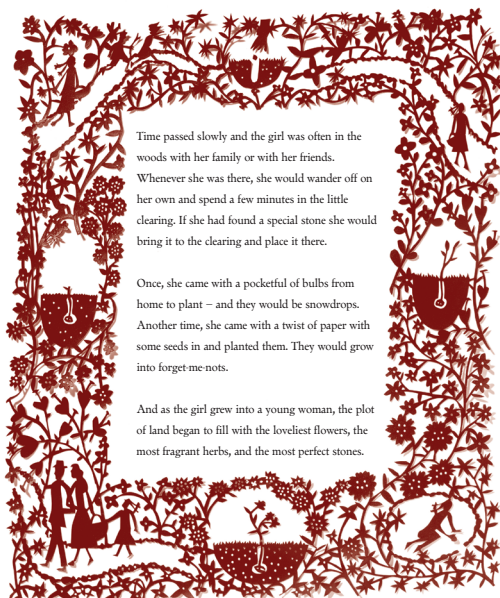 Time passed slowly and the girl was often in the
woods with her family or with her friends.
Whenever she was there, she would wander off on
her own and spend a few minutes in the little
clearing. If she had found a special stone she would
bring it to the clearing and place it there.
Once, she came with a pocketful of bulbs from
home to plant – and they would be snowdrops.
Another time, she came with a twist of paper with
some seeds in and planted them. They would grow
into forget-me-nots.
And as the girl grew into a young woman, the plot
of land began to fill with the loveliest flowers, the
most fragrant herbs, and the most perfect stones.